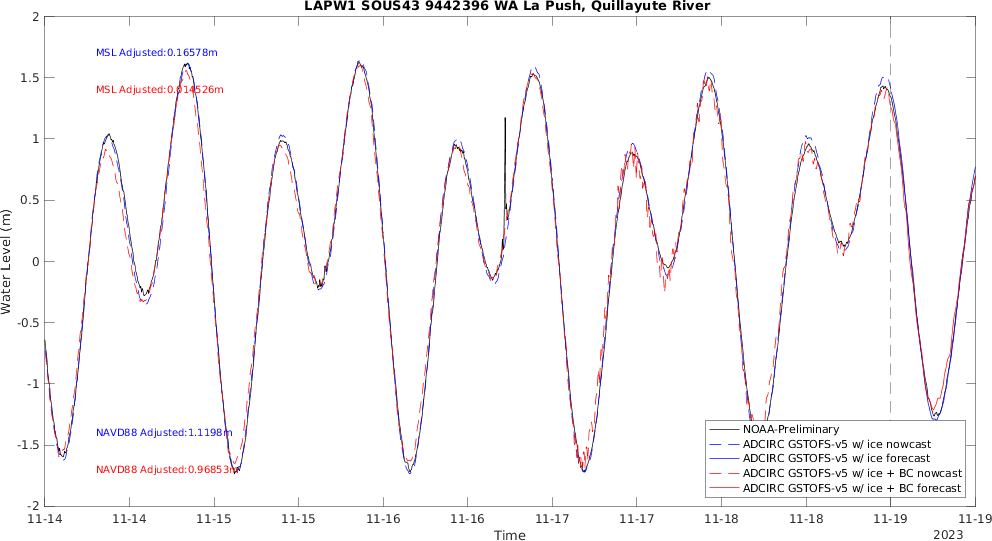 LAPW1 SOUS43 9442396 WA La Push, Quillayute River
2
1.5
1
0.5
0
-0.5
-1
-1.5
-2
Water Level (m)
MSL Adjusted:0.16578m
MSL Adjusted:0.014526m
NAVD88 Adjusted:1.1198m
NAVD88 Adjusted:0.96853m
NOAA-Preliminary
ADCIRC GSTOFS-v5 w/ ice nowcast
ADCIRC GSTOFS-v5 w/ ice forecast
ADCIRC GSTOFS-v5 w/ ice + BC nowcast
ADCIRC GSTOFS-v5 w/ ice + BC forecast
11-14 11-14 11-15 11-15 11-16 11-16 11-17 11-17 11-18 11-18 11-19 11-19
Time
2023